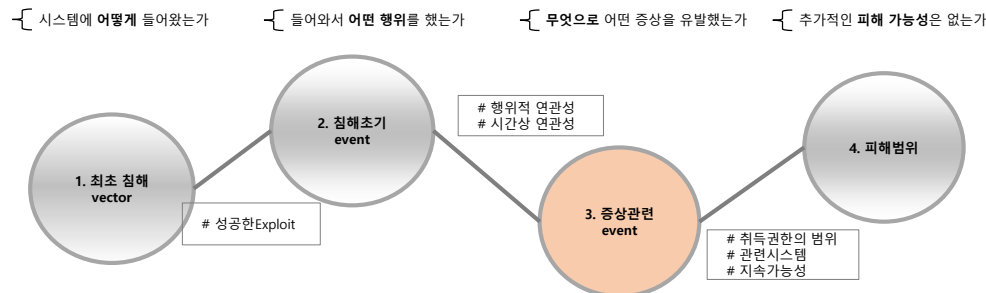 시스템에 어떻게 들어왔는가
들어와서 어떤 행위를 했는가
무엇으로 어떤 증상을 유발했는가
추가적인 피해 가능성은 없는가
1. 최초 침해
vector
# 성공한Exploit
2. 침해초기
event
# 행위적 연관성
# 시간상 연관성
3. 증상관련
event
# 취득권한의 범위
# 관련시스템
# 지속가능성
4. 피해범위